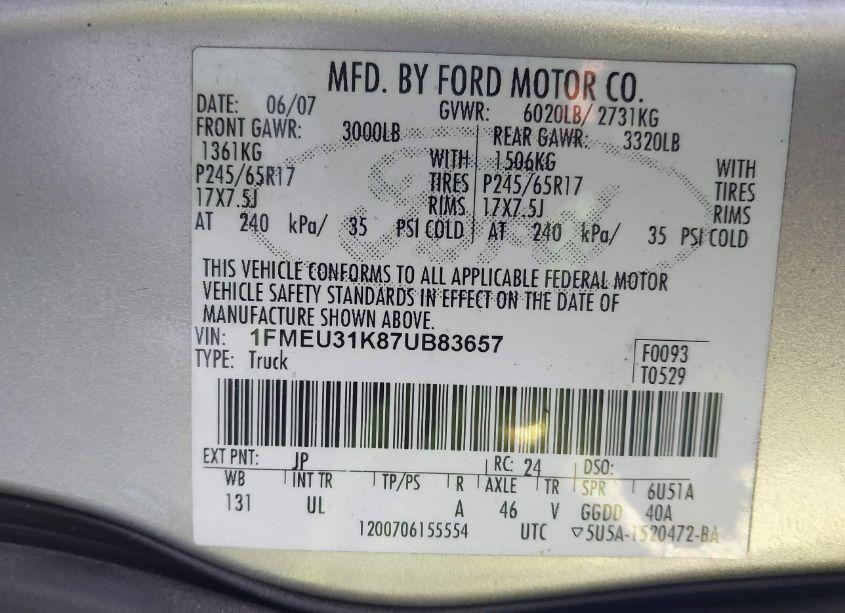 MFD. BY FORD MOTOR CO.
DATE: 06/07 GVWR: 6020LB/ 2731KG
FRONT GAWR: 3000LB REAR GAWR: 3320LB
1361KG WITH 1506KG WITH
P245/65R17 TIRES P245/65R17 TIRES
17X7.5J RIMS 17X7.5J RIMS
AT 240 kPa/ 35 PSI COLD AT 240 kPa/ 35 PSI COLD
Ford
THIS VEHICLE CONFORMS TO ALL APPLICABLE FEDERAL MOTOR
VEHICLE SAFETY STANDARDS IN EFFECT ON THE DATE OF
MANUFACTURE SHOWN ABOVE.
VIN: 1FMEU31K87UB83657
TYPE: Truck
F0093
T0529
EXT PNT: JP RC: 24 DSO:
WB INT TR TP/PS R AXLE TR SPR 6U51A
131 UL A 46 V GGDD 40A
1200706155554 UTC ▽5U5A-1520472-BA